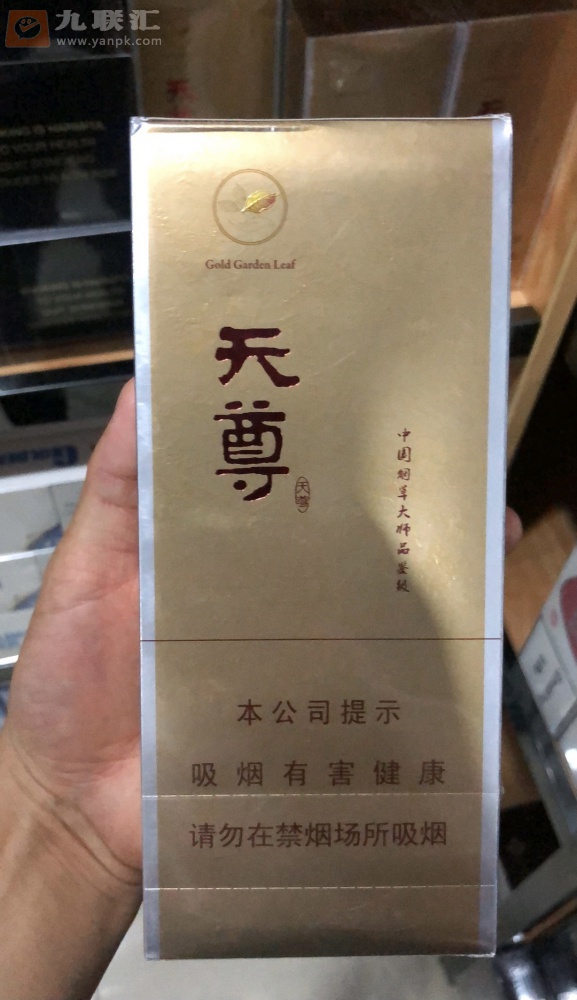 九联汇
www.yanpk.com
天
Gold Garden Leaf
天
尊
天尊
中国烟草大师品鉴级
本公司提示
吸烟有害健康
请勿在禁烟场所吸烟